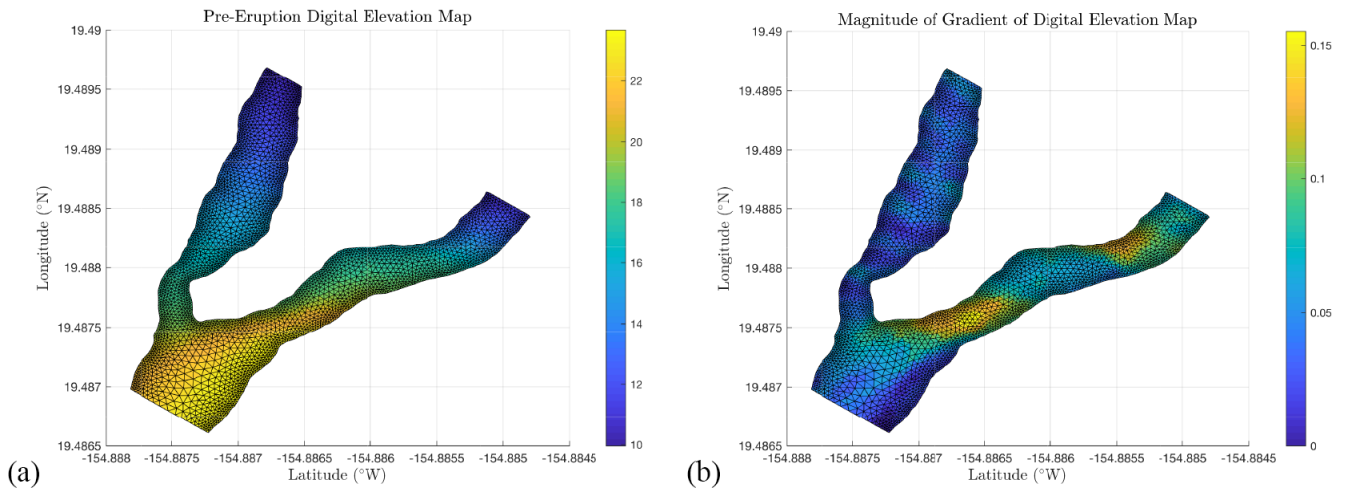 Pre-Eruption Digital Elevation Map
19.49
19.4895
19.489
19.4885
19.488
19.4875
19.487
19.4865
Longitude (°N)
-154.888 -154.8875 -154.887 -154.8865 -154.886 -154.8855 -154.885 -154.8845
Latitude (°W)
22
20
18
16
14
12
10
(a)
Magnitude of Gradient of Digital Elevation Map
19.49
19.4895
19.489
19.4885
19.488
19.4875
19.487
19.4865
Longitude (°N)
-154.888 -154.8875 -154.887 -154.8865 -154.886 -154.8855 -154.885 -154.8845
Latitude (°W)
0.15
0.1
0.05
0
(b)